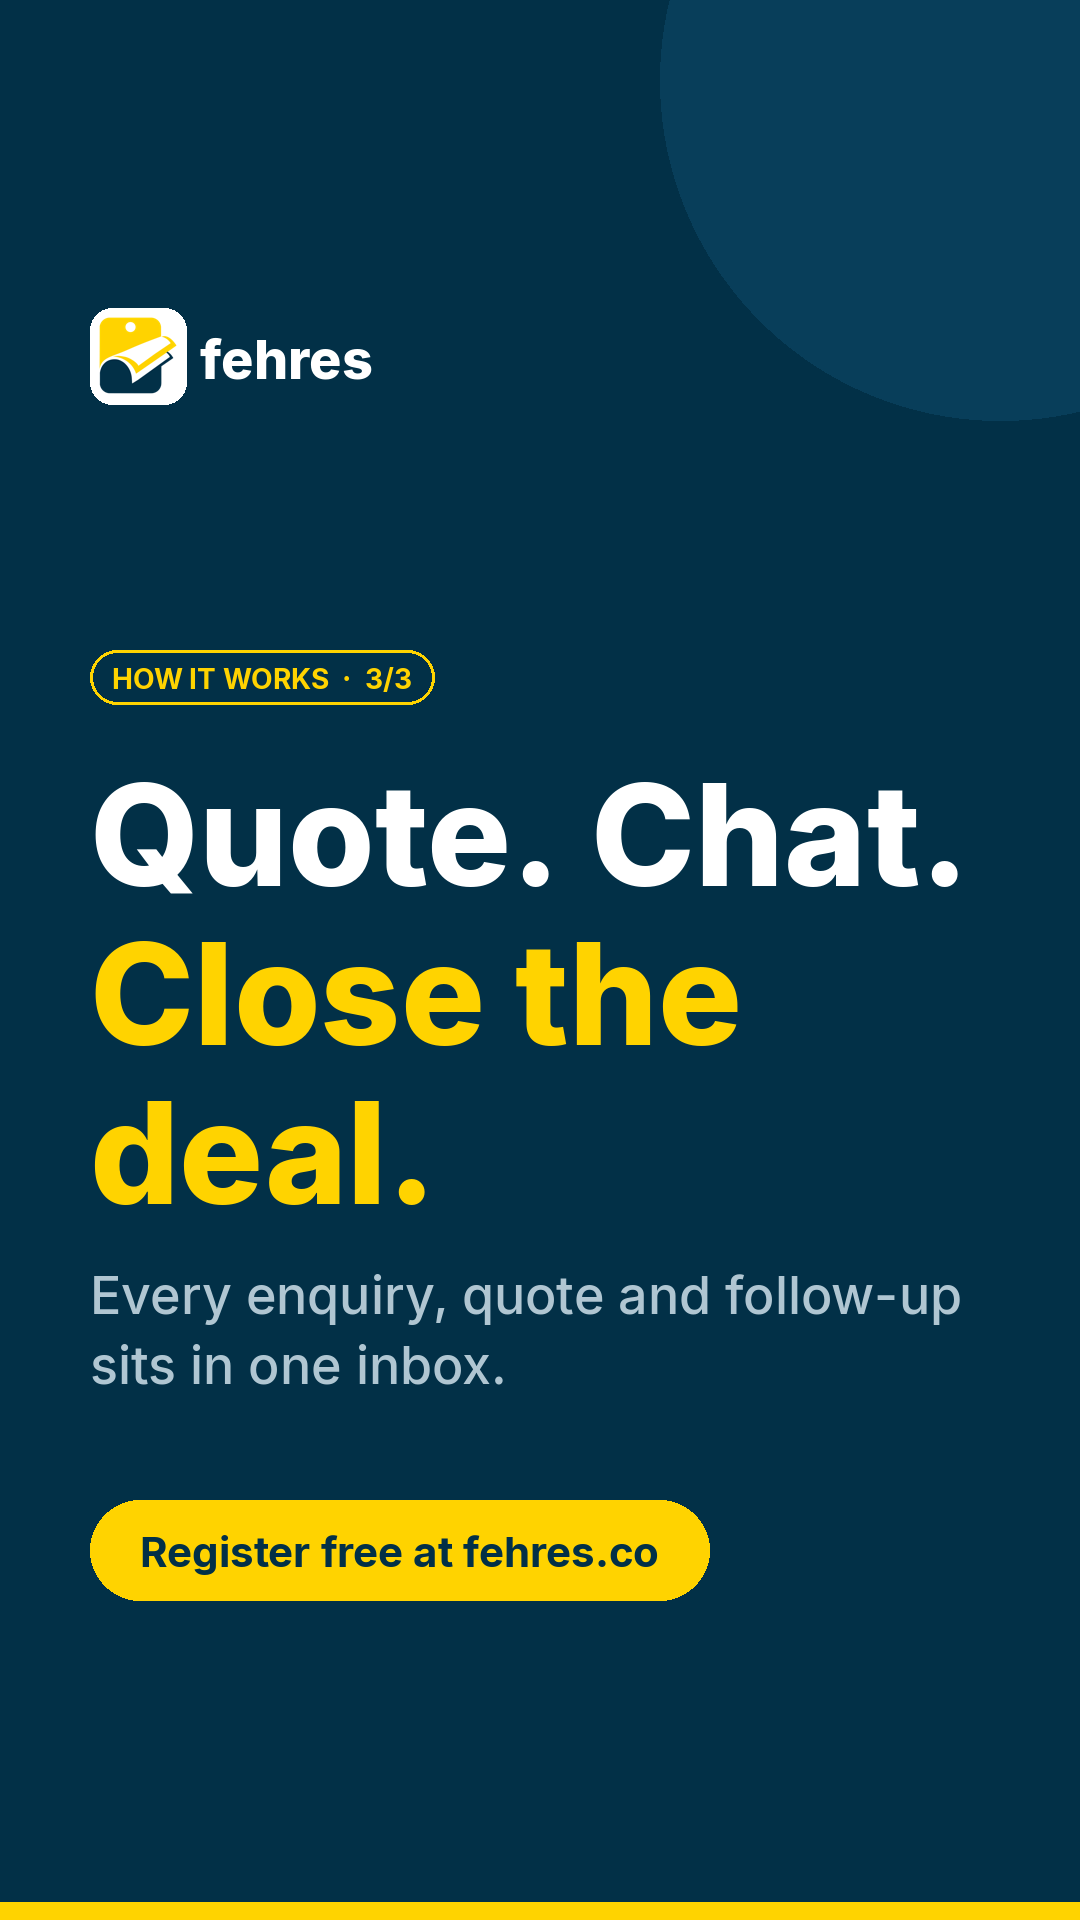 fehres
HOW IT WORKS · 3/3
Quote. Chat.
Close the
deal.
Every enquiry, quote and follow-up
sits in one inbox.
Register free at fehres.co